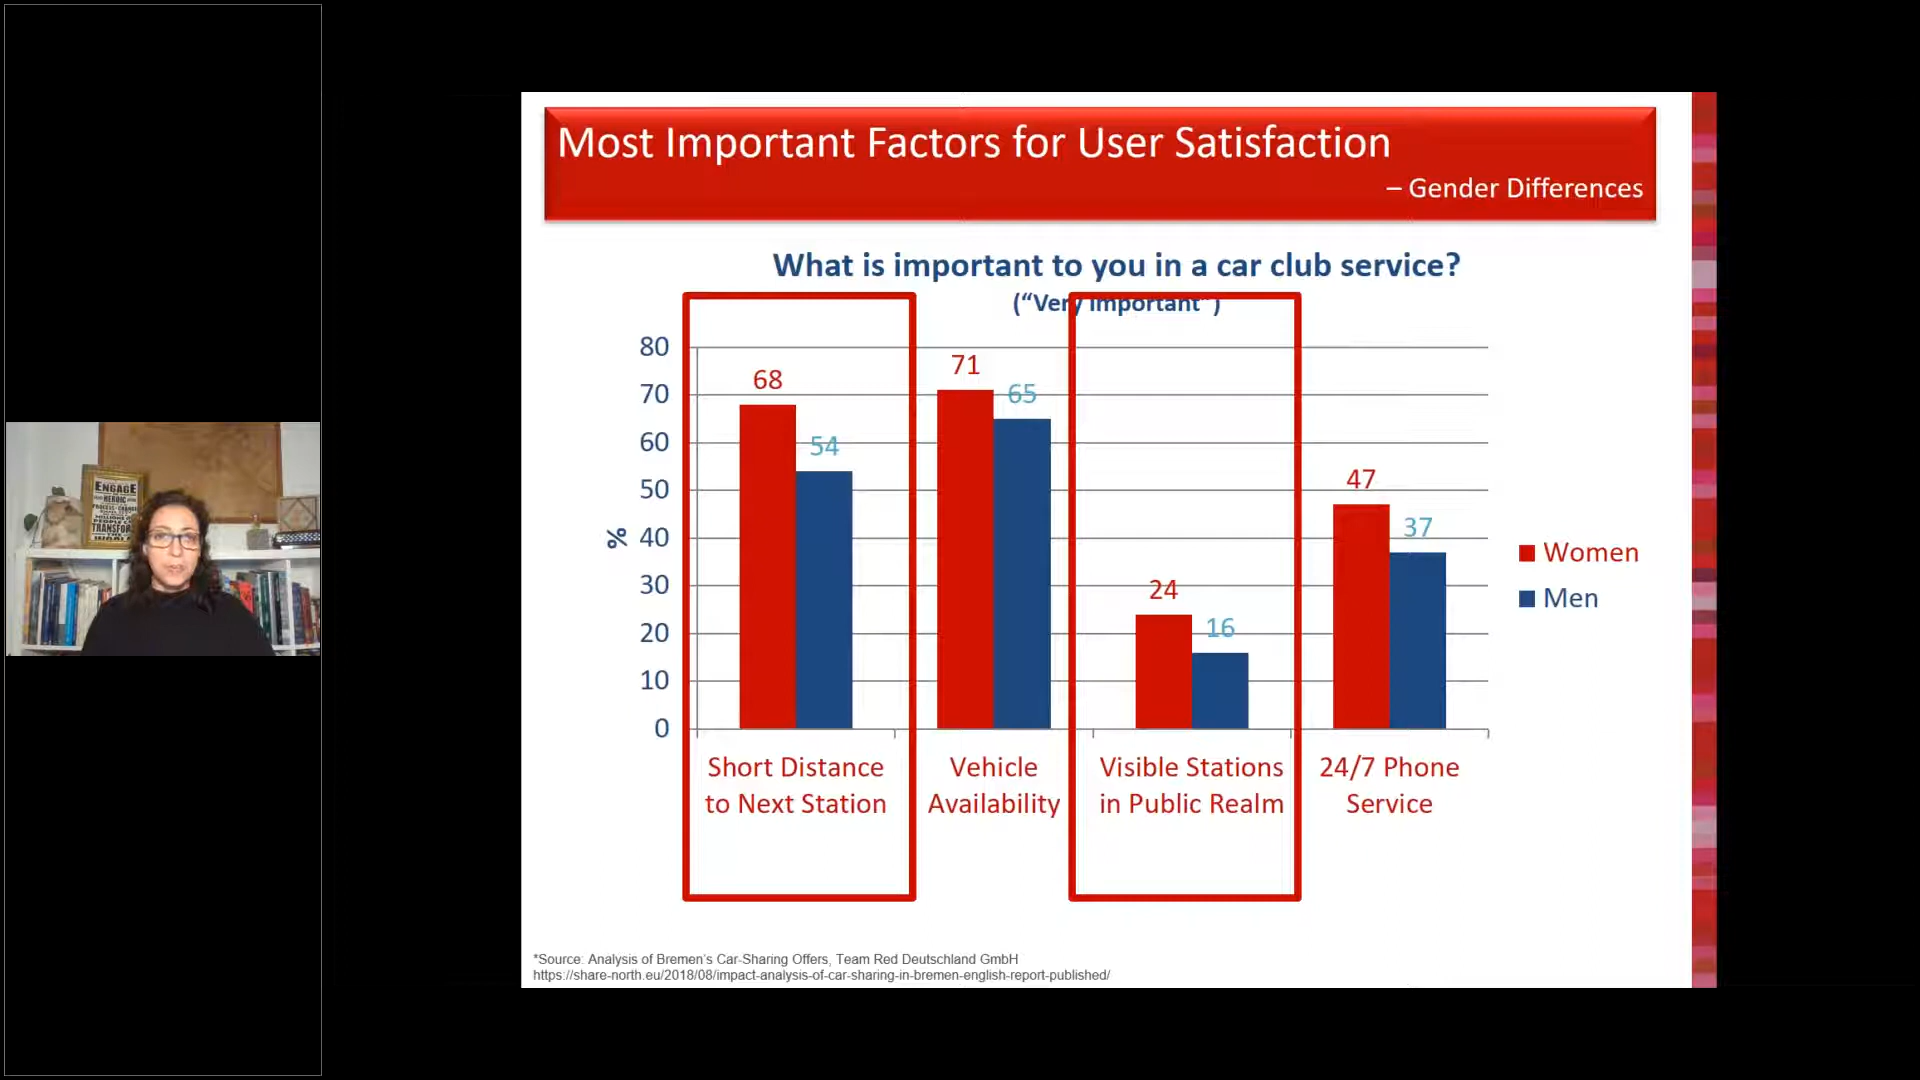 Most Important Factors for User Satisfaction
– Gender Differences
What is important to you in a car club service?
(“Very important”)
80
70
60
50
40
30
20
10
0
%
68
54
71
65
24
16
47
37
Short Distance
to Next Station
Vehicle
Availability
Visible Stations
in Public Realm
24/7 Phone
Service
Women
Men
*Source: Analysis of Bremen's Car-Sharing Offers, Team Red Deutschland GmbH
https://share-north.eu/2018/08/impact-analysis-of-car-sharing-in-bremen-english-report-published/
ENGAGE
HEROIC
TRANSFORM